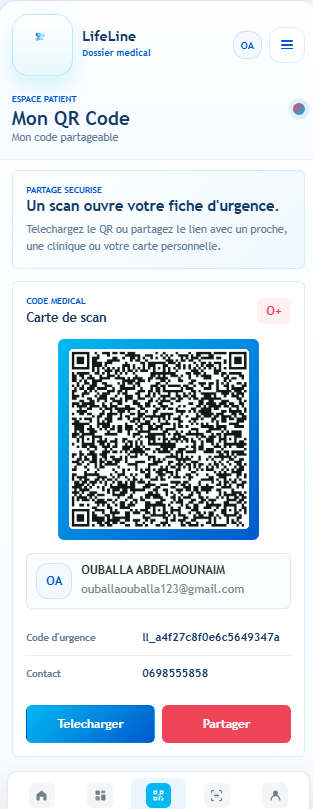 LifeLine
Dossier medical
OA
ESPACE PATIENT
Mon QR Code
Mon code partageable
PARTAGE SECURISE
Un scan ouvre votre fiche d'urgence.
Telechargez le QR ou partagez le lien avec un proche,
une clinique ou votre carte personnelle.
CODE MEDICAL
Carte de scan
O+
OA
OUBALLA ABDELMOUNAIM
ouballaouballa123@gmail.com
Code d'urgence
ll_a4f27c8f0e6c5649347a
Contact
0698555858
Telecharger
Partager